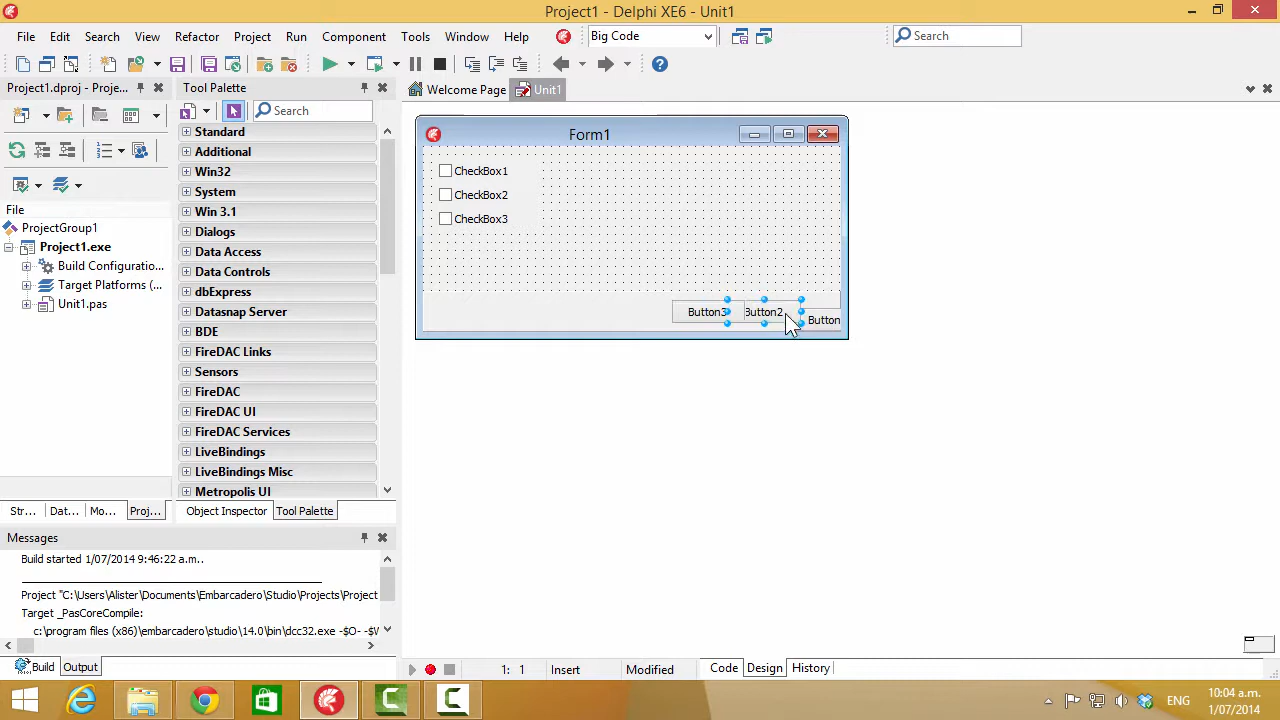 Project1 - Delphi XE6 - Unit1
File Edit Search View Refactor Project Run Component Tools Window Help Big Code Search
Project1.dproj - Proje...
Tool Palette
Welcome Page Unit1
Search
Standard
Additional
Win32
System
Win 3.1
Dialogs
Data Access
Data Controls
dbExpress
Datasnap Server
BDE
FireDAC Links
Sensors
FireDAC
FireDAC UI
FireDAC Services
LiveBindings
LiveBindings Misc
Metropolis UI
File
ProjectGroup1
Project1.exe
Build Configuratio...
Target Platforms (...
Unit1.pas
Form1
CheckBox1
CheckBox2
CheckBox3
Button3 Button2 Button
Str... Dat... Mo... Proj...
Object Inspector Tool Palette
Messages
Build started 1/07/2014 9:46:22 a.m..
Project "C:\Users\Alister\Documents\Embarcadero\Studio\Projects\Project
Target _PasCoreCompile:
c:\program files (x86)\embarcadero\studio\14.0\bin\dcc32.exe -$O- -$W
Build Output
1: 1 Insert Modified Code Design History
ENG
10:04 a.m.
1/07/2014